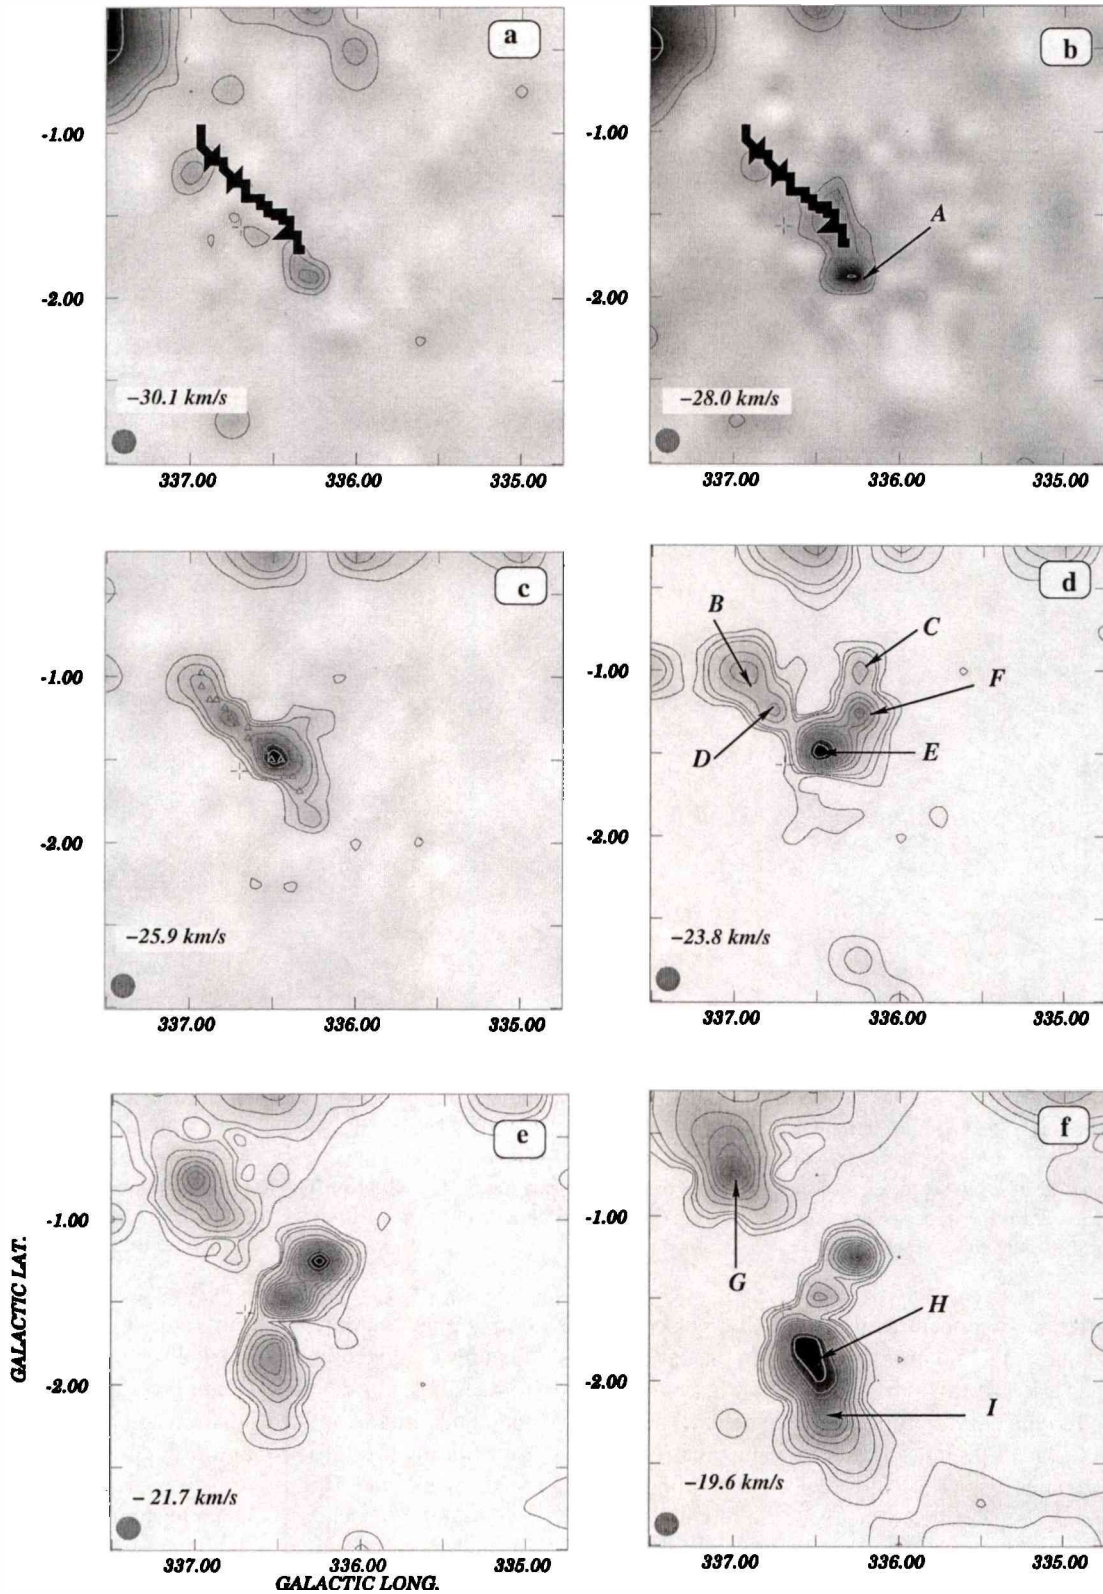 a
b
-1.00
-1.00
A
-2.00
-2.00
−30.1 km/s
−28.0 km/s
337.00 336.00 335.00
337.00 336.00 335.00
c
d
B
C
-1.00
-1.00
F
D
E
-2.00
-2.00
−25.9 km/s
−23.8 km/s
337.00 336.00 335.00
337.00 336.00 335.00
e
f
-1.00
-1.00
G
H
GALACTIC LAT.
-2.00
-2.00
I
− 21.7 km/s
−19.6 km/s
337.00 336.00 335.00
337.00 336.00 335.00
GALACTIC LONG.